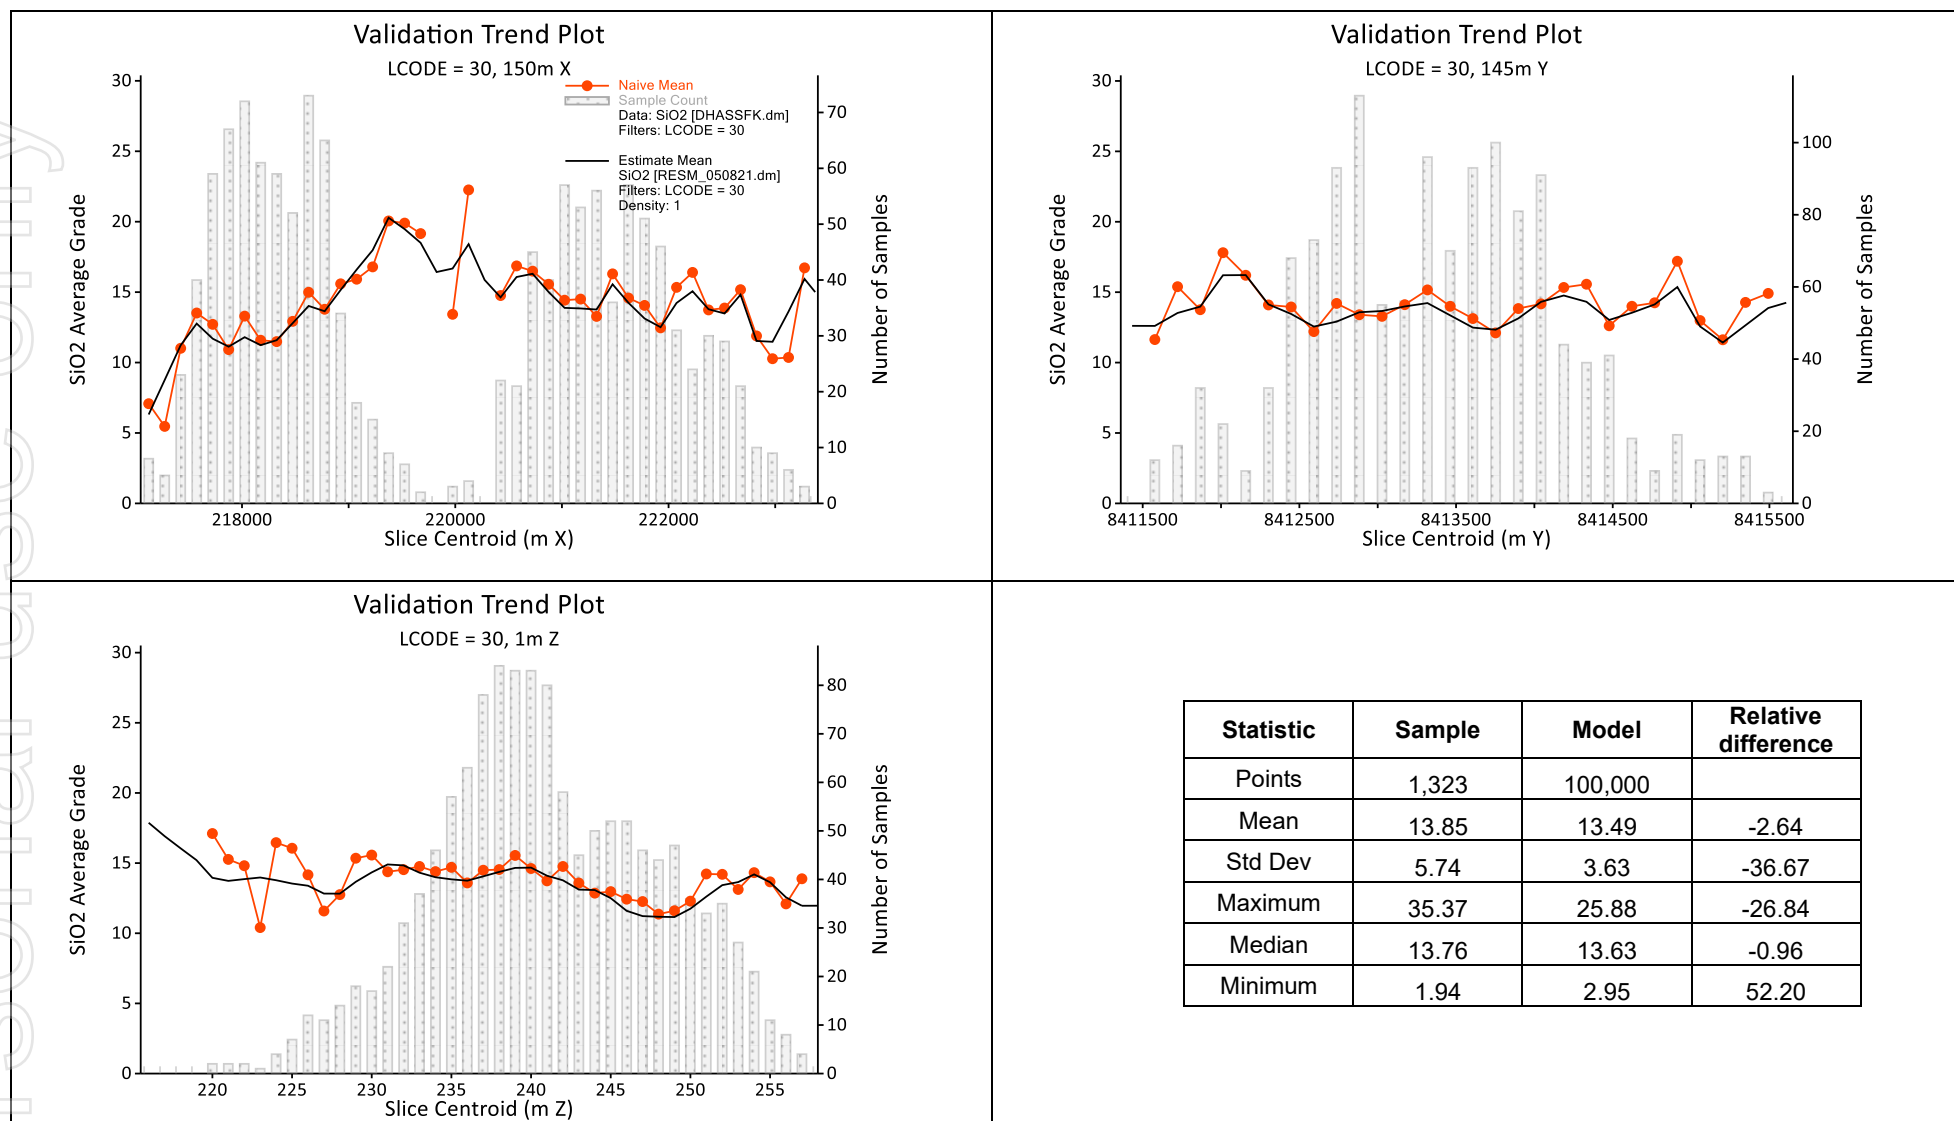 Validation Trend Plot
LCODE = 30, 150m X
Naive Mean
Sample Count
Data: SiO2 [DHASSFK.dm]
Filters: LCODE = 30
Estimate Mean
SiO2 [RESM_050821.dm]
Filters: LCODE = 30
Density: 1
SiO2 Average Grade
30
25
20
15
10
5
0
Number of Samples
70
60
50
40
30
20
10
0
218000 220000 222000
Slice Centroid (m X)
Validation Trend Plot
LCODE = 30, 145m Y
SiO2 Average Grade
30
25
20
15
10
5
0
Number of Samples
100
80
60
40
20
0
8411500 8412500 8413500 8414500 8415500
Slice Centroid (m Y)
Validation Trend Plot
LCODE = 30, 1m Z
SiO2 Average Grade
30
25
20
15
10
5
0
Number of Samples
80
70
60
50
40
30
20
10
0
220 225 230 235 240 245 250 255
Slice Centroid (m Z)
Statistic Sample Model Relative
difference
Points 1,323 100,000
Mean 13.85 13.49 -2.64
Std Dev 5.74 3.63 -36.67
Maximum 35.37 25.88 -26.84
Median 13.76 13.63 -0.96
Minimum 1.94 2.95 52.20